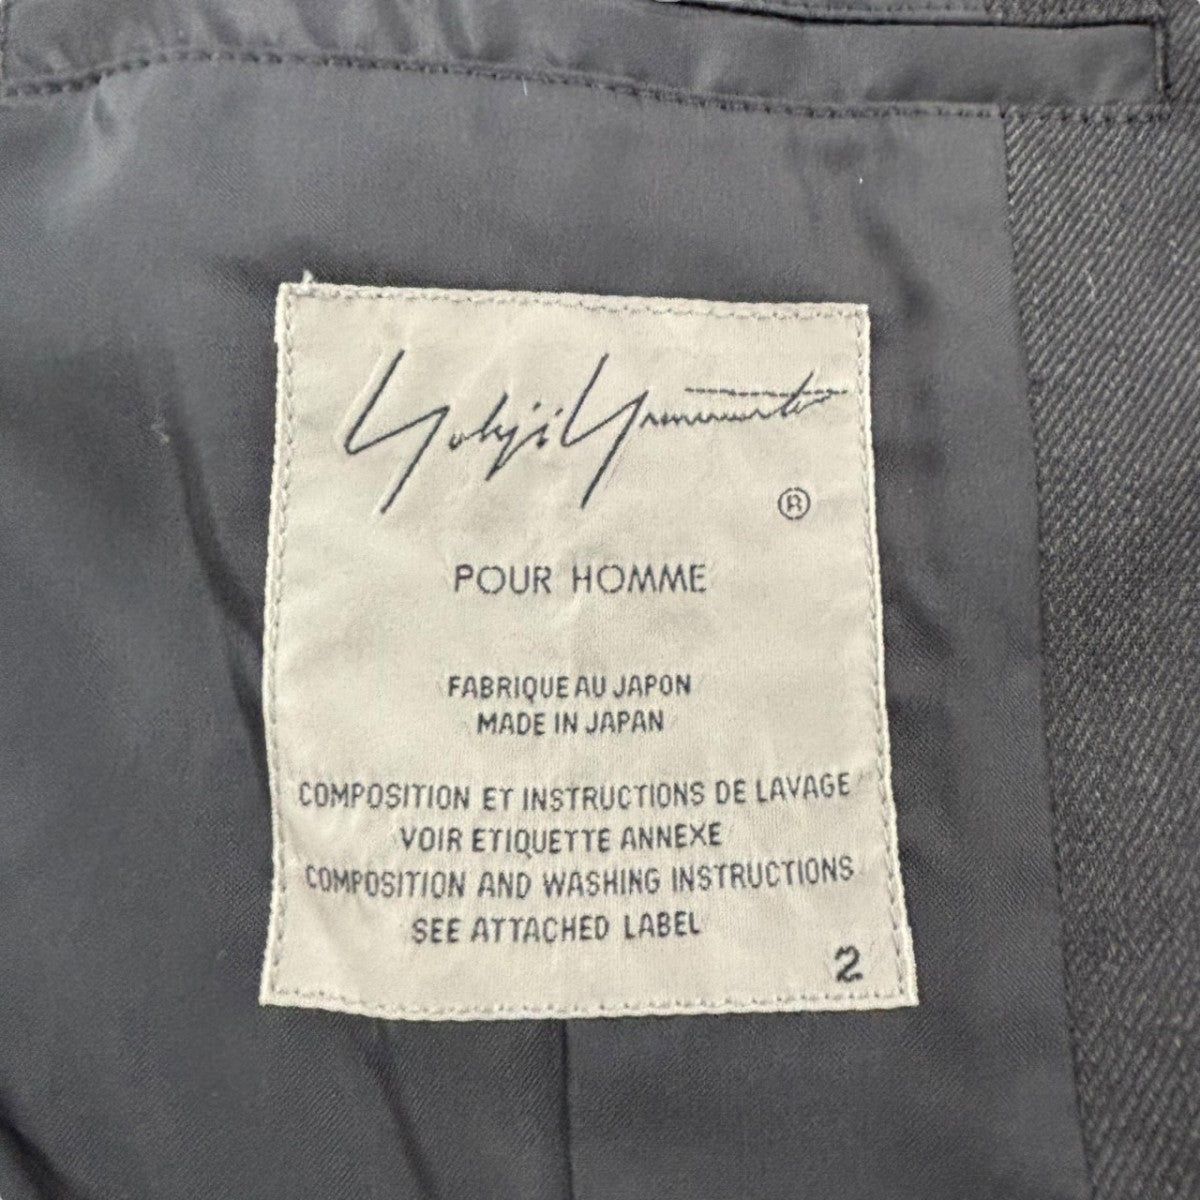 Yohji Yamamoto
®
POUR HOMME
FABRIQUE AU JAPON
MADE IN JAPAN
COMPOSITION ET INSTRUCTIONS DE LAVAGE
VOIR ETIQUETTE ANNEXE
COMPOSITION AND WASHING INSTRUCTIONS
SEE ATTACHED LABEL
2